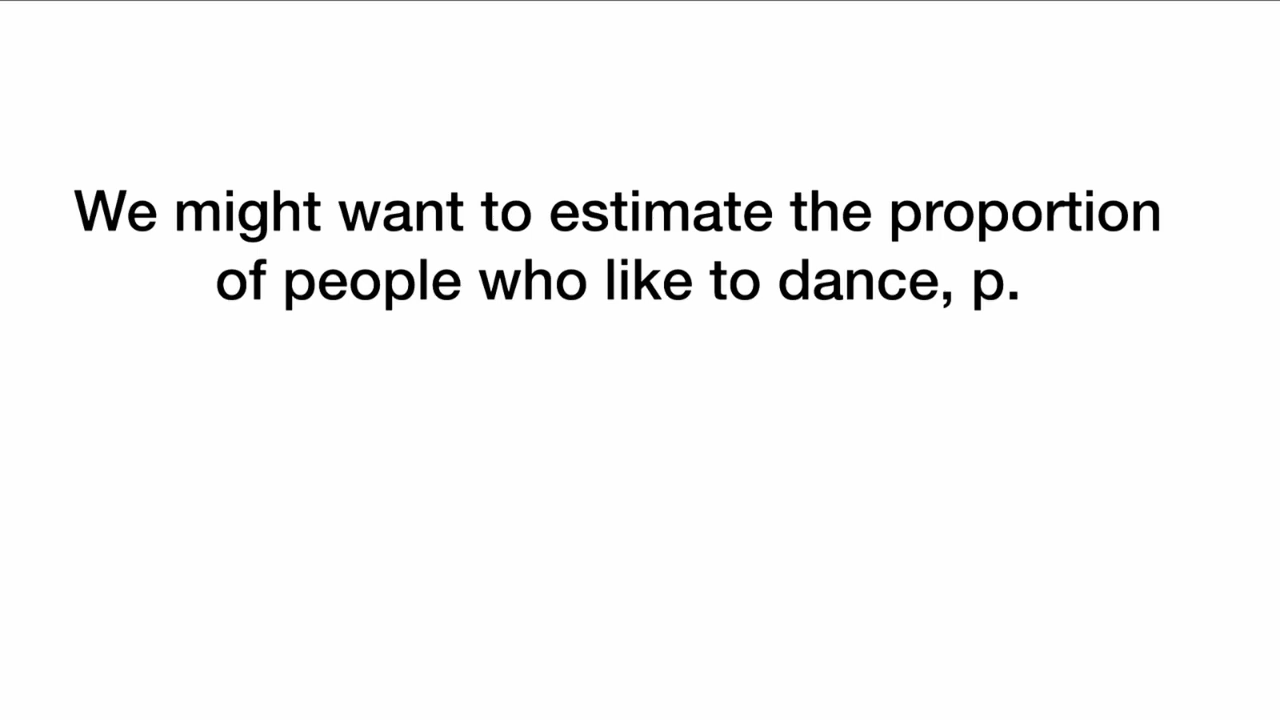 We might want to estimate the proportion
of people who like to dance, p.